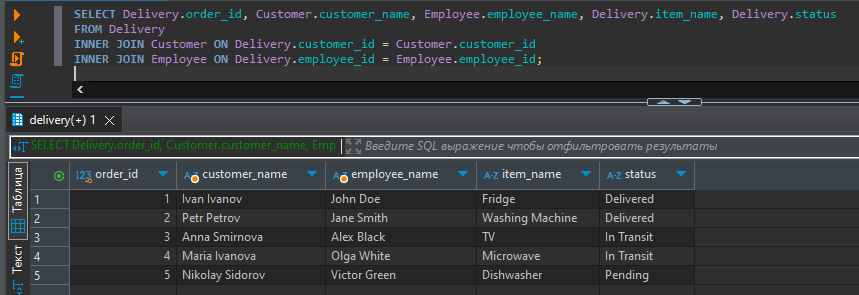 SELECT Delivery.order_id, Customer.customer_name, Employee.employee_name, Delivery.item_name, Delivery.status
FROM Delivery
INNER JOIN Customer ON Delivery.customer_id = Customer.customer_id
INNER JOIN Employee ON Delivery.employee_id = Employee.employee_id;
delivery(+) 1
SELECT Delivery.order_id, Customer.customer_name, Emp Введите SQL выражение чтобы отфильтровать результаты
Таблица
Текст
123 order_id A-Z customer_name A-Z employee_name A-Z item_name A-Z status
1 1 Ivan Ivanov John Doe Fridge Delivered
2 2 Petr Petrov Jane Smith Washing Machine Delivered
3 3 Anna Smirnova Alex Black TV In Transit
4 4 Maria Ivanova Olga White Microwave In Transit
5 5 Nikolay Sidorov Victor Green Dishwasher Pending